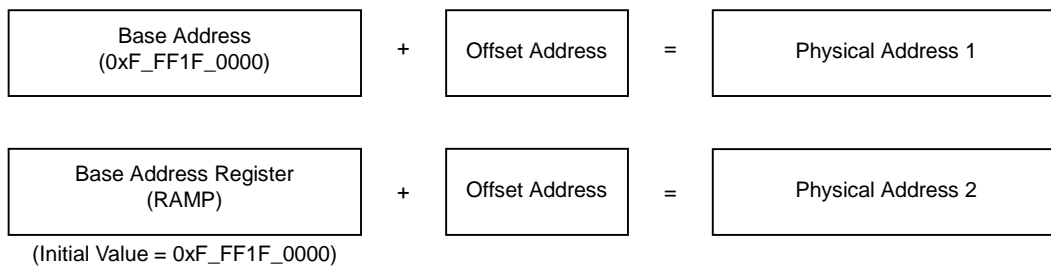 Base Address
(0xF_FF1F_0000)
+
Offset Address
=
Physical Address 1
Base Address Register
(RAMP)
+
Offset Address
=
Physical Address 2
(Initial Value = 0xF_FF1F_0000)